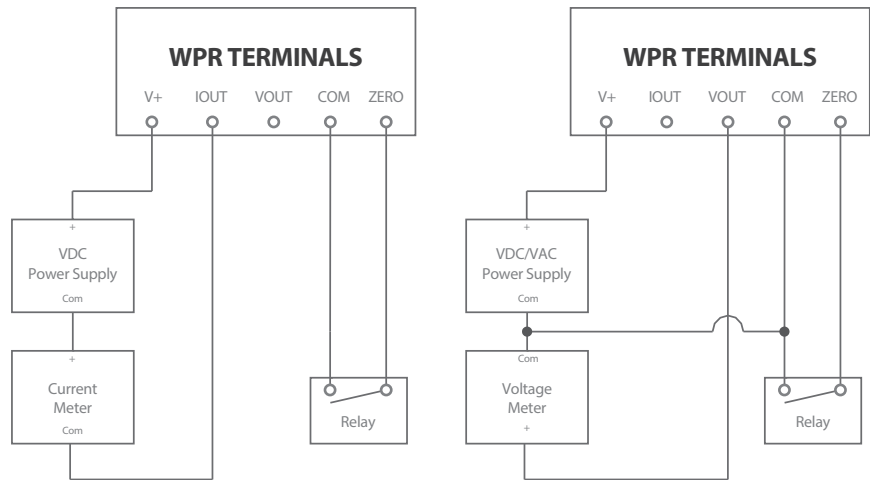 WPR TERMINALS
V+ IOUT VOUT COM ZERO
+
VDC
Power Supply
Com
+
Current
Meter
Com
Relay
WPR TERMINALS
V+ IOUT VOUT COM ZERO
+
VDC/VAC
Power Supply
Com
Com
Voltage
Meter
+
Relay